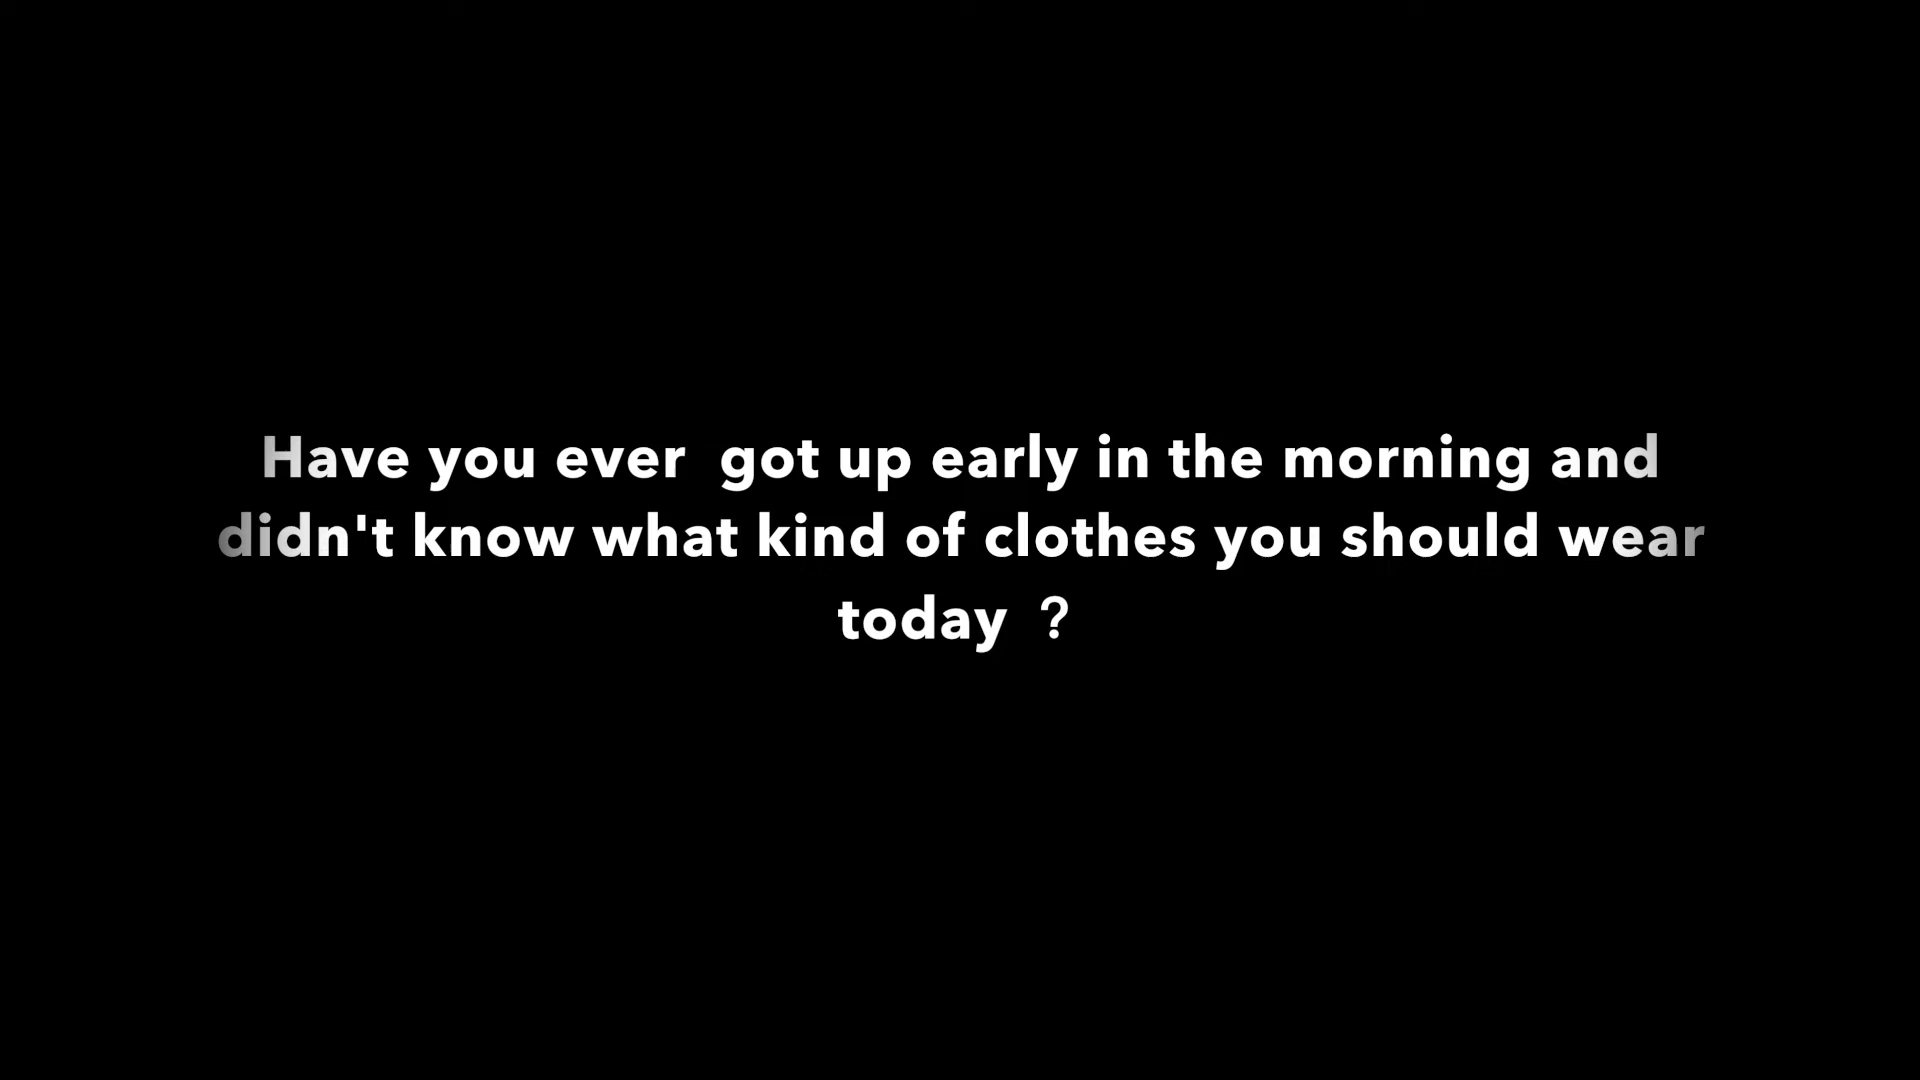 Have you ever  got up early in the morning and
didn't know what kind of clothes you should wear
today ？